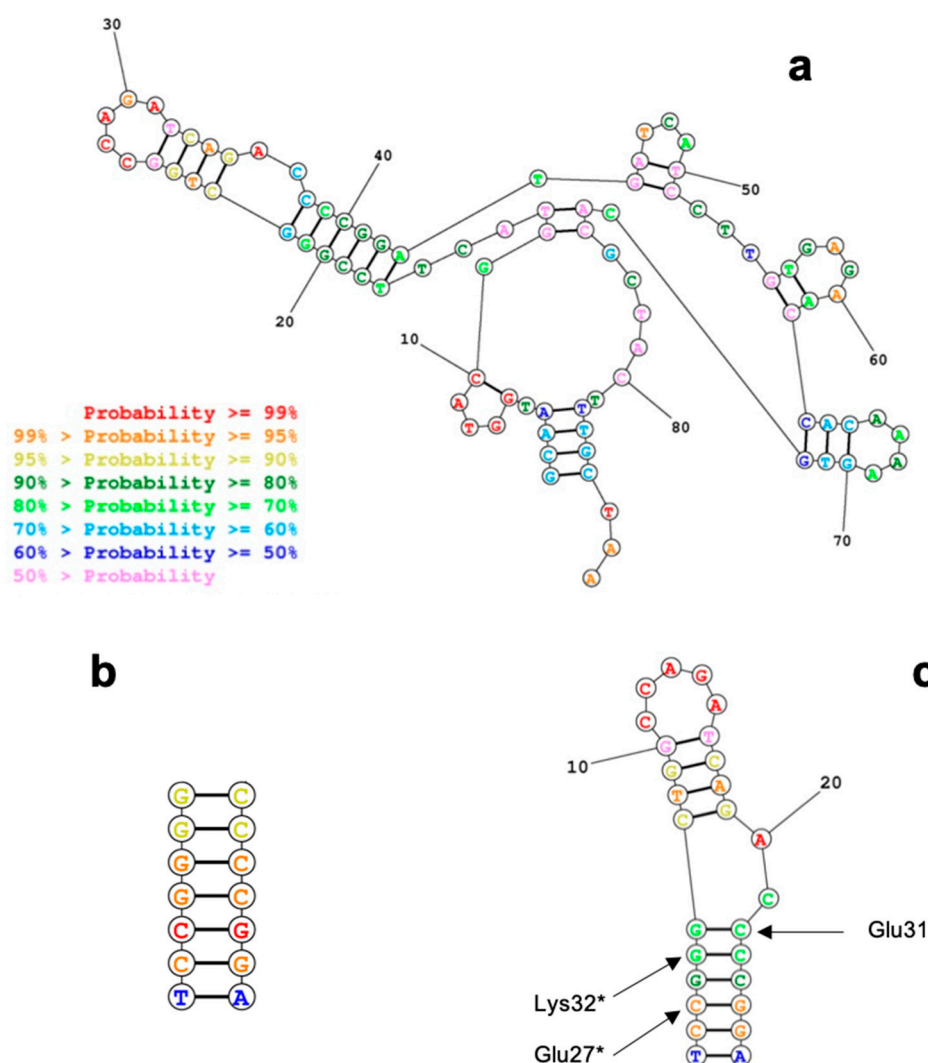 a
30
40
50
60
70
80
10
20
G C A A T G G T A C G
T C C G G G C T G G C C A G A T C A G A C C C C G G A
T G A T C A T C C T T G T G A G A A C
C A C A A A A G T G
T C A T A C
G C G C T A C T T T G C T A A
Probability >= 99%
99% > Probability >= 95%
95% > Probability >= 90%
90% > Probability >= 80%
80% > Probability >= 70%
70% > Probability >= 60%
60% > Probability >= 50%
50% > Probability
b
G C
G C
G C
G C
C G
C G
T A
c
10
20
T C C G G G C T G G C C A G A T C A G A C C C C G G A
Glu31
Lys32*
Glu27*